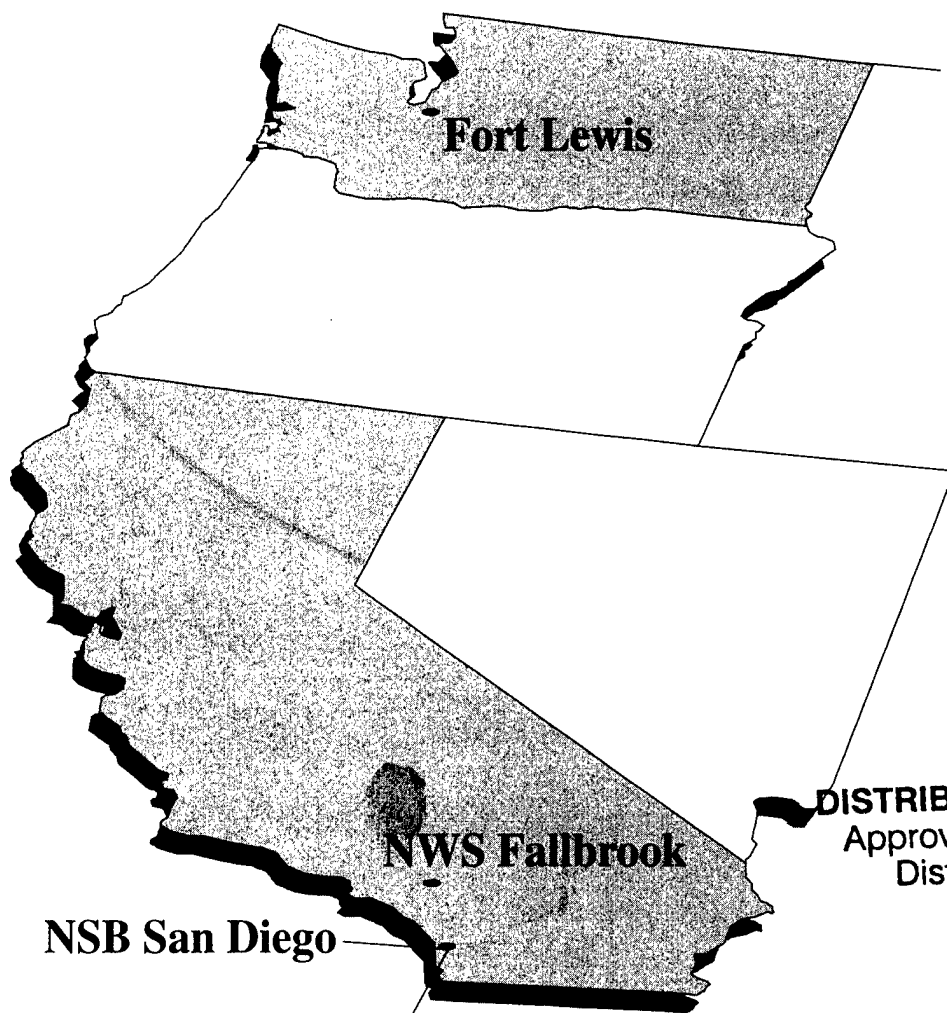 Fort Lewis
NWS Fallbrook
NSB San Diego
DISTRIB
Approv
Dist